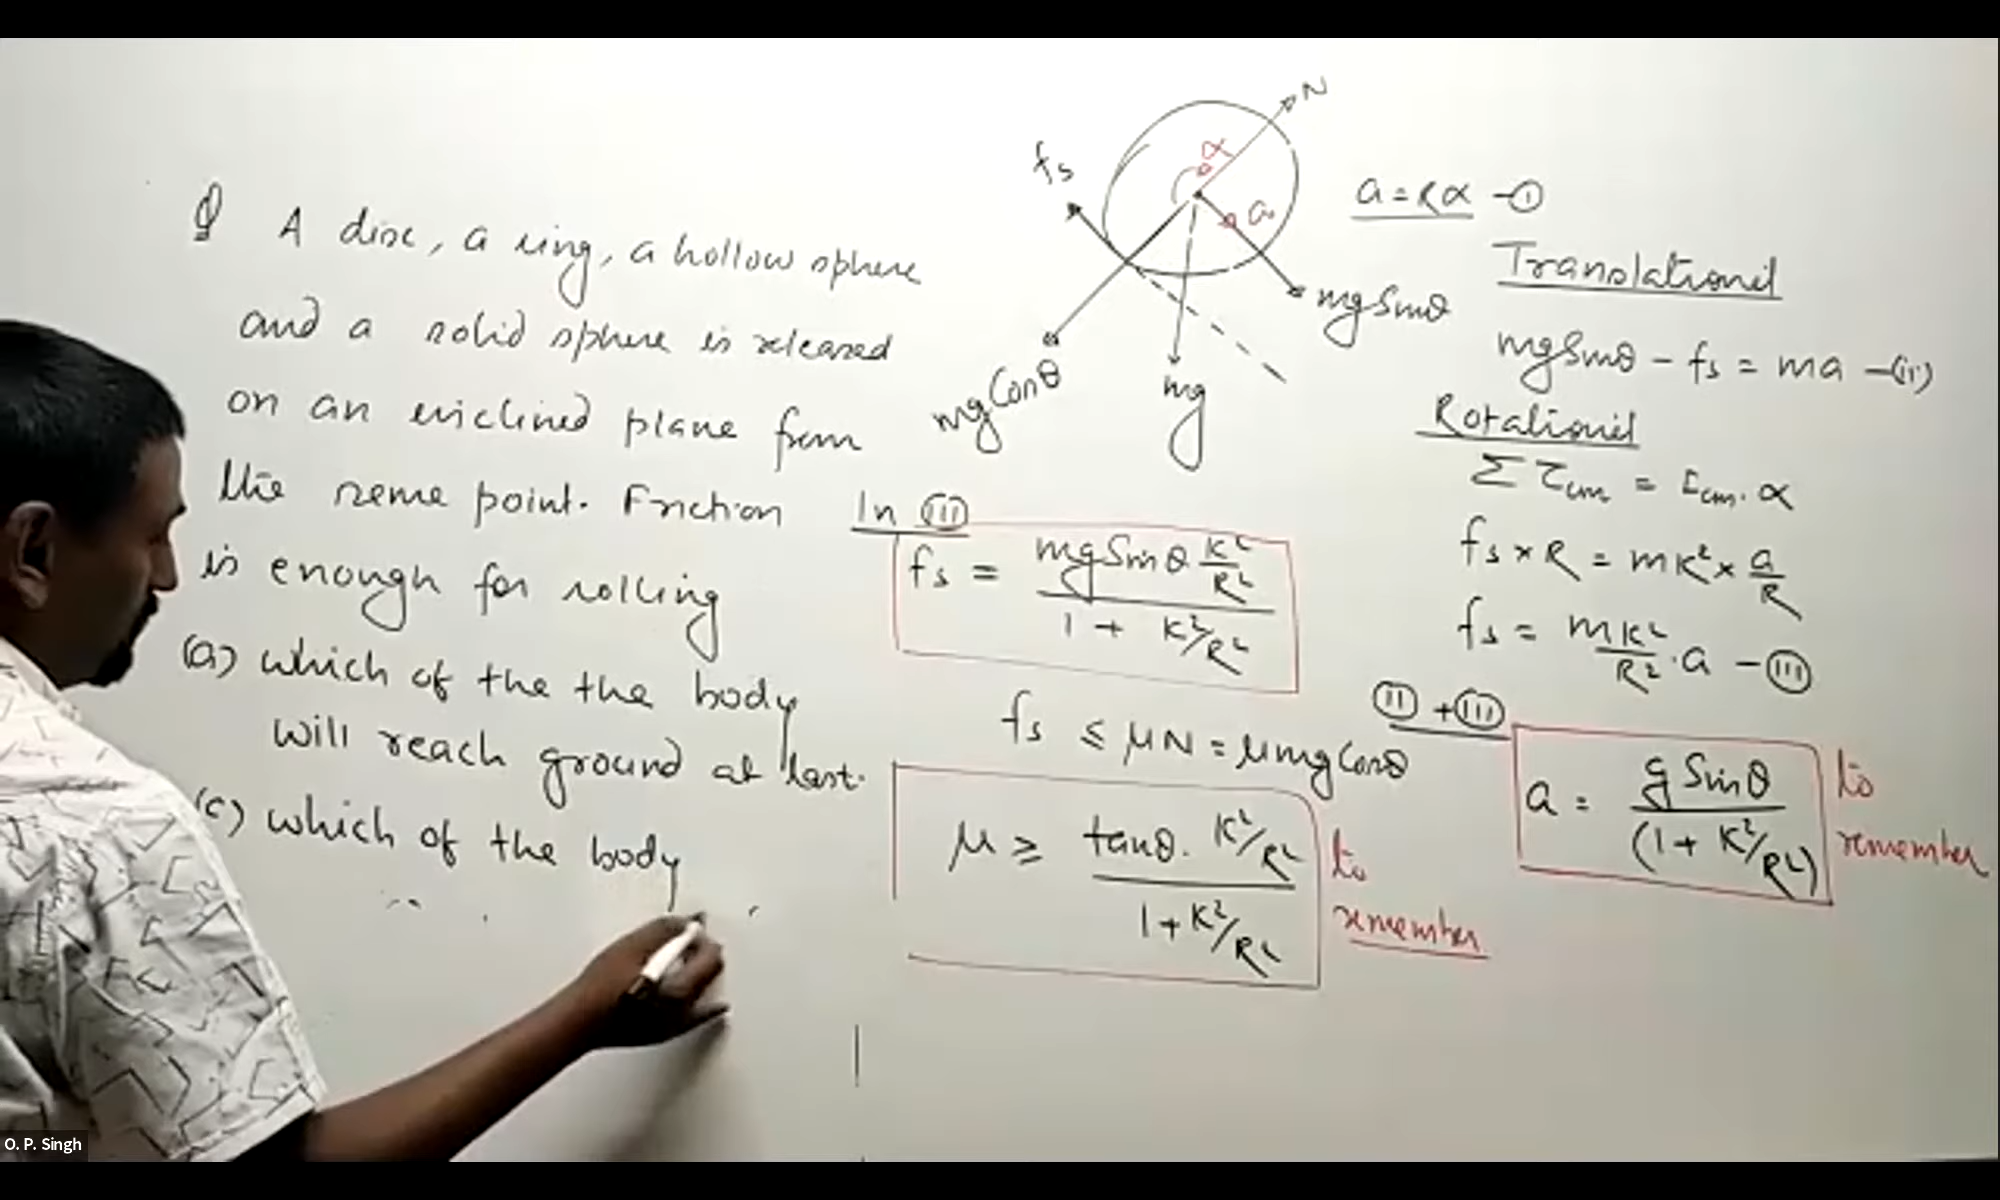 Q A disc, a ring, a hollow sphere
and a solid sphere is released
on an inclined plane from
the same point. Friction
is enough for rolling
(a) which of the the body
will reach ground at last.
(c) which of the body
N
fs
α
a
mg Sinθ
mg Cosθ
mg
a = Rα -①
Translational
mg Sinθ - fs = ma -(ii)
Rotational
Στcm = Icm. α
fs × R = mK² × a/R
fs = mK²/R² . a - (III)
(II) + (III)
a = g Sinθ / (1 + K²/R²)
to
remember
In (III)
fs = mg Sinθ K²/R² / 1 + K²/R²
fs ≤ μN = μmg Cosθ
μ ≥ tanθ. K²/R² / 1 + K²/R²
to
remember
O. P. Singh